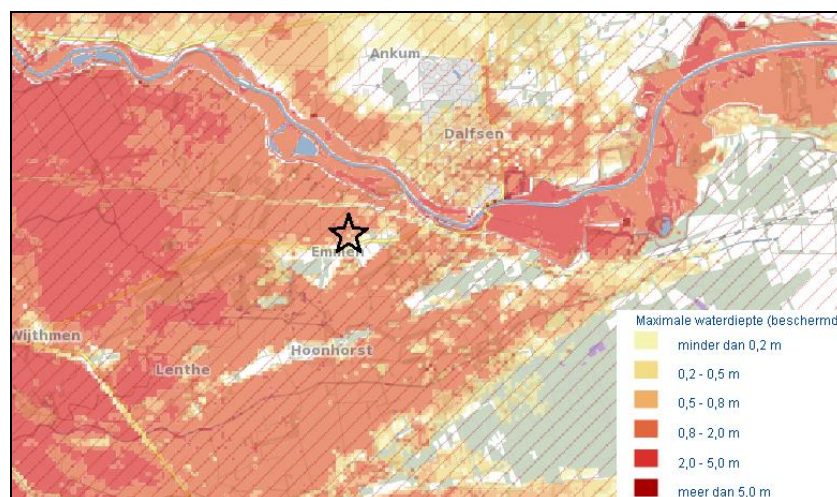 Ankum
Dalfsen
Emmen
Wijthmen
Hoonhorst
Lenthe
Maximale waterdiepte (beschermd
minder dan 0,2 m
0,2 - 0,5 m
0,5 - 0,8 m
0,8 - 2,0 m
2,0 - 5,0 m
meer dan 5,0 m